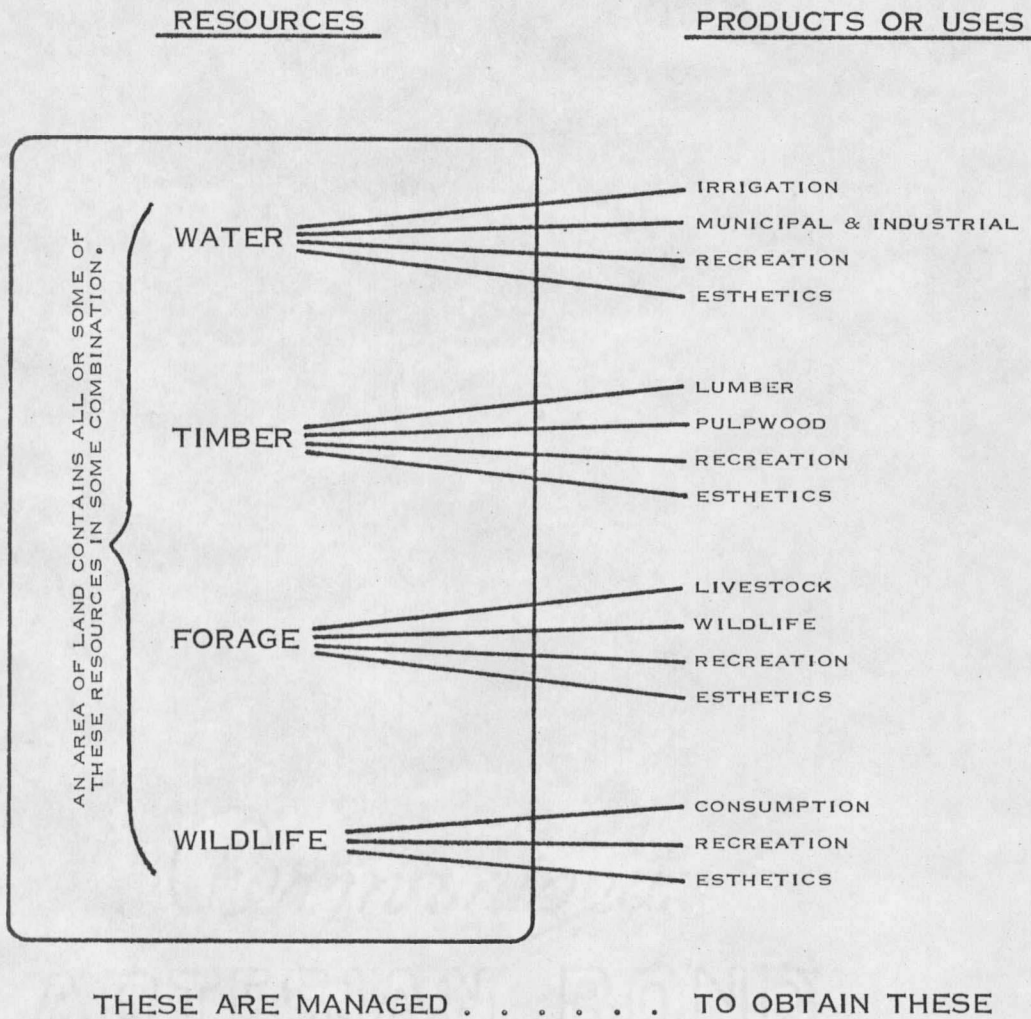 RESOURCES
PRODUCTS OR USES
AN AREA OF LAND CONTAINS ALL OR SOME OF
THESE RESOURCES IN SOME COMBINATION.
WATER
IRRIGATION
MUNICIPAL & INDUSTRIAL
RECREATION
ESTHETICS
TIMBER
LUMBER
PULPWOOD
RECREATION
ESTHETICS
FORAGE
LIVESTOCK
WILDLIFE
RECREATION
ESTHETICS
WILDLIFE
CONSUMPTION
RECREATION
ESTHETICS
THESE ARE MANAGED . . . . . . TO OBTAIN THESE